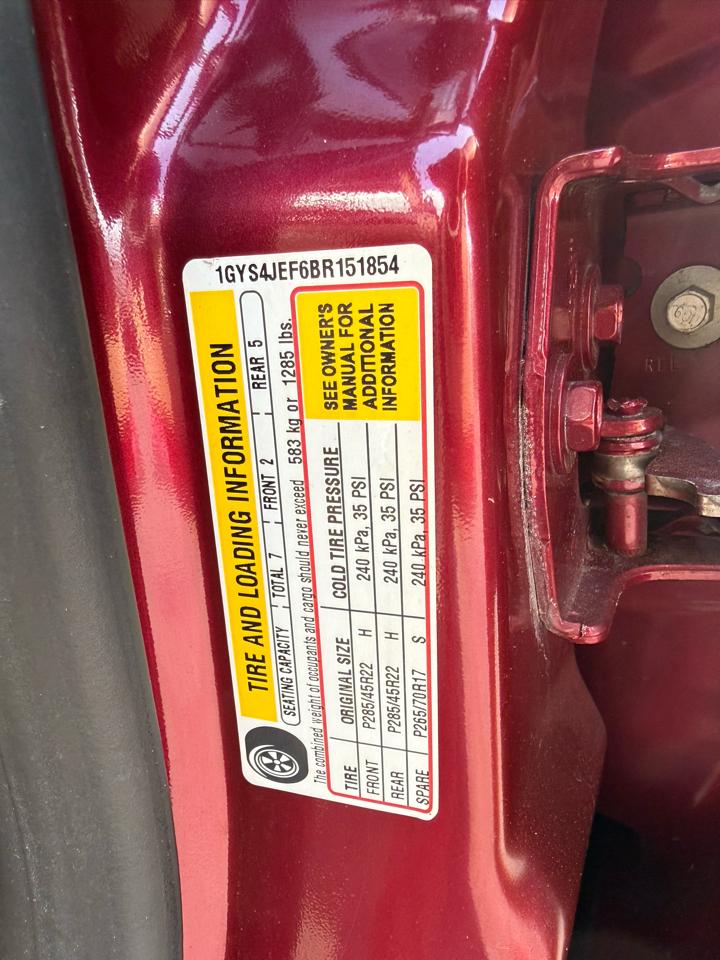 1GYS4JEF6BR151854
TIRE AND LOADING INFORMATION
SEATING CAPACITY TOTAL 7 FRONT 2 REAR 5
The combined weight of occupants and cargo should never exceed 583 kg or 1285 lbs.
TIRE ORIGINAL SIZE COLD TIRE PRESSURE
FRONT P285/45R22 H 240 kPa, 35 PSI
REAR P285/45R22 H 240 kPa, 35 PSI
SPARE P265/70R17 S 240 kPa, 35 PSI
SEE OWNER'S
MANUAL FOR
ADDITIONAL
INFORMATION